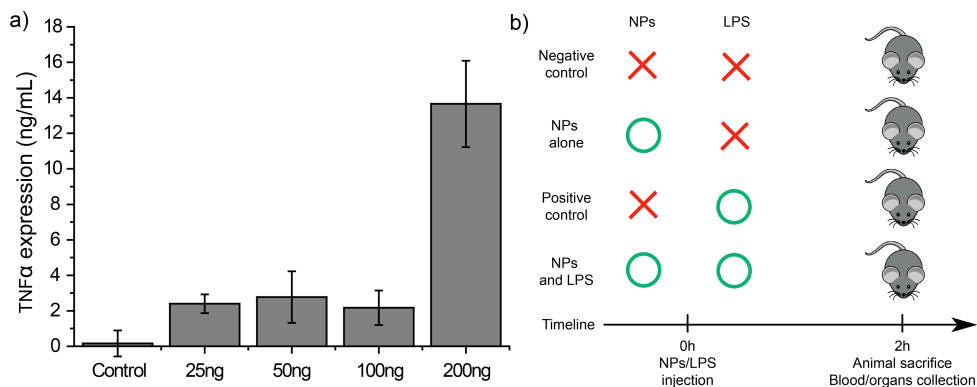 a)
TNFα expression (ng/mL)
18
16
14
12
10
8
6
4
2
0
Control 25ng 50ng 100ng 200ng
b)
NPs LPS
Negative
control
NPs
alone
Positive
control
NPs
and LPS
Timeline
0h
NPs/LPS
injection
2h
Animal sacrifice
Blood/organs collection